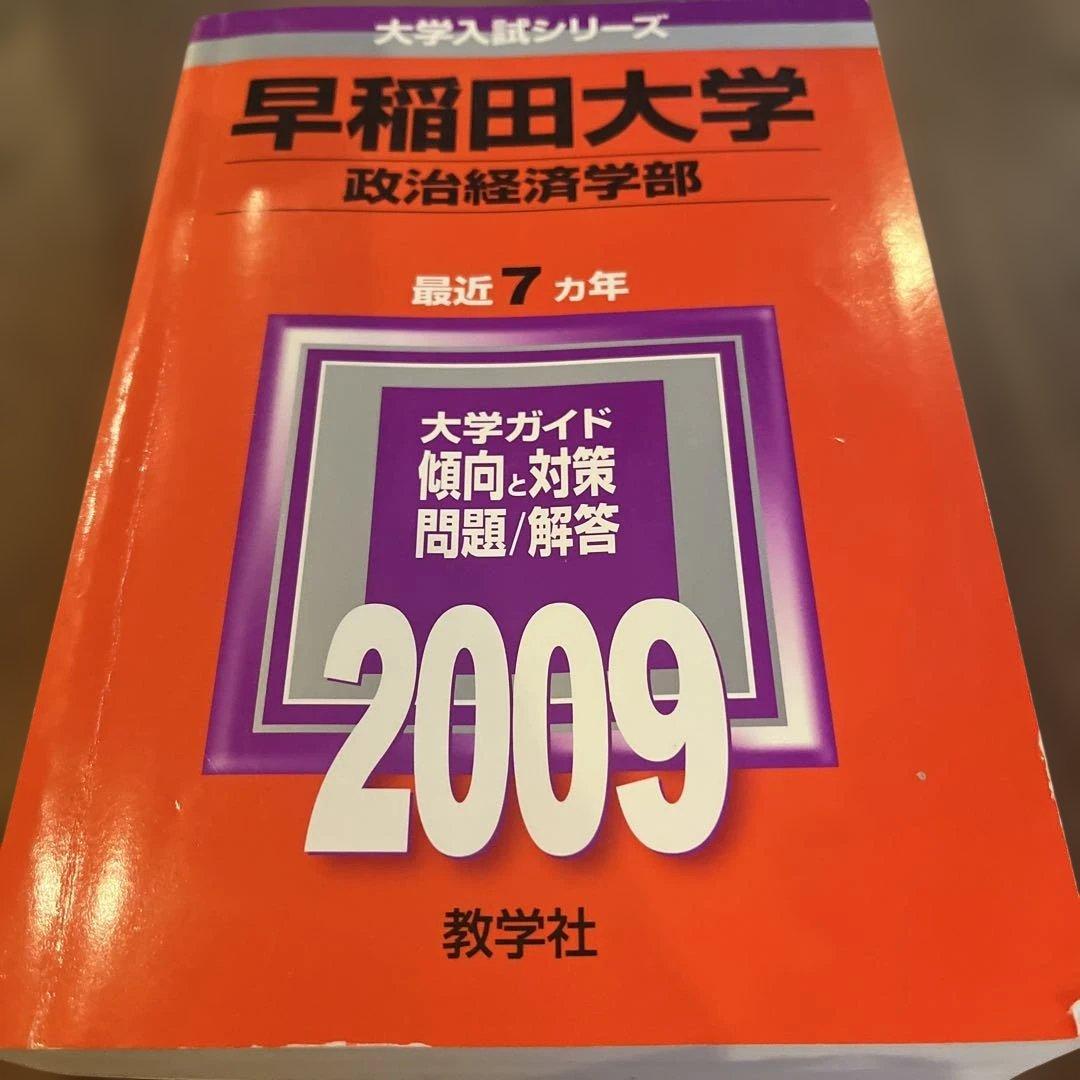 大学入試シリーズ
早稲田大学
政治経済学部
最近7ヵ年
大学ガイド
傾向と対策
問題/解答
2009
教学社